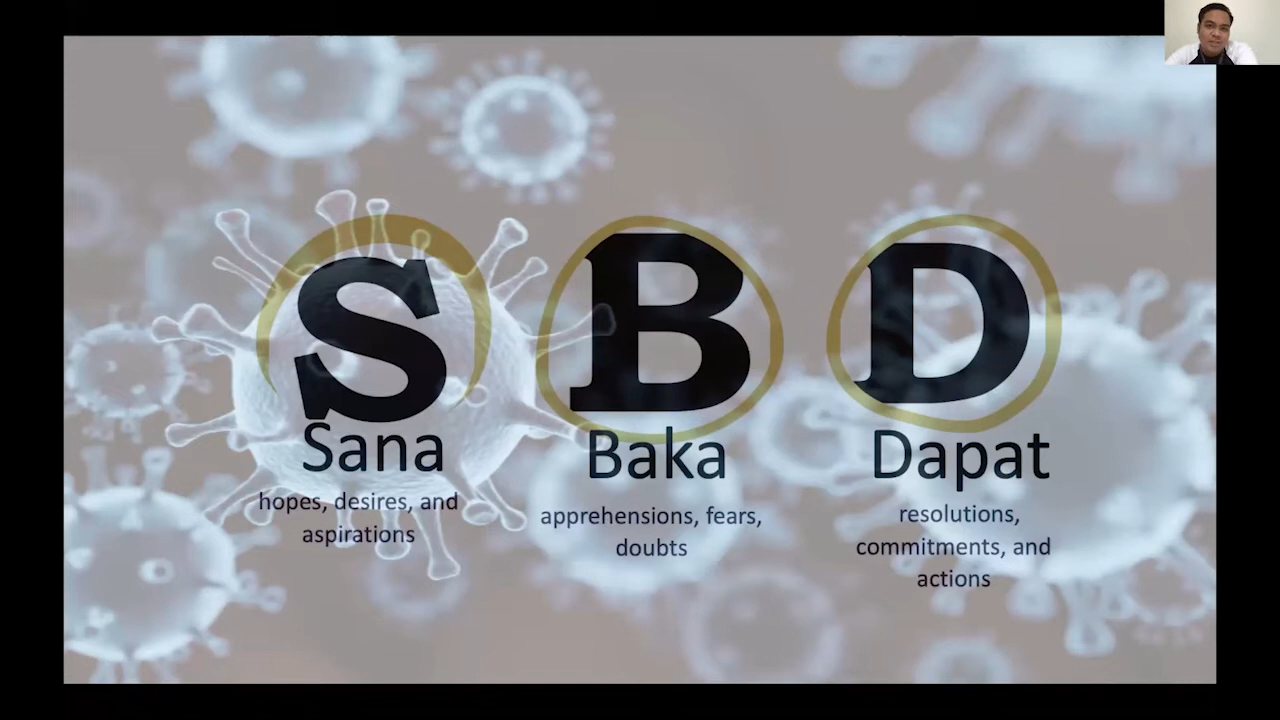 S B D
Sana
Baka
Dapat
hopes, desires, and
aspirations
apprehensions, fears,
doubts
resolutions,
commitments, and
actions